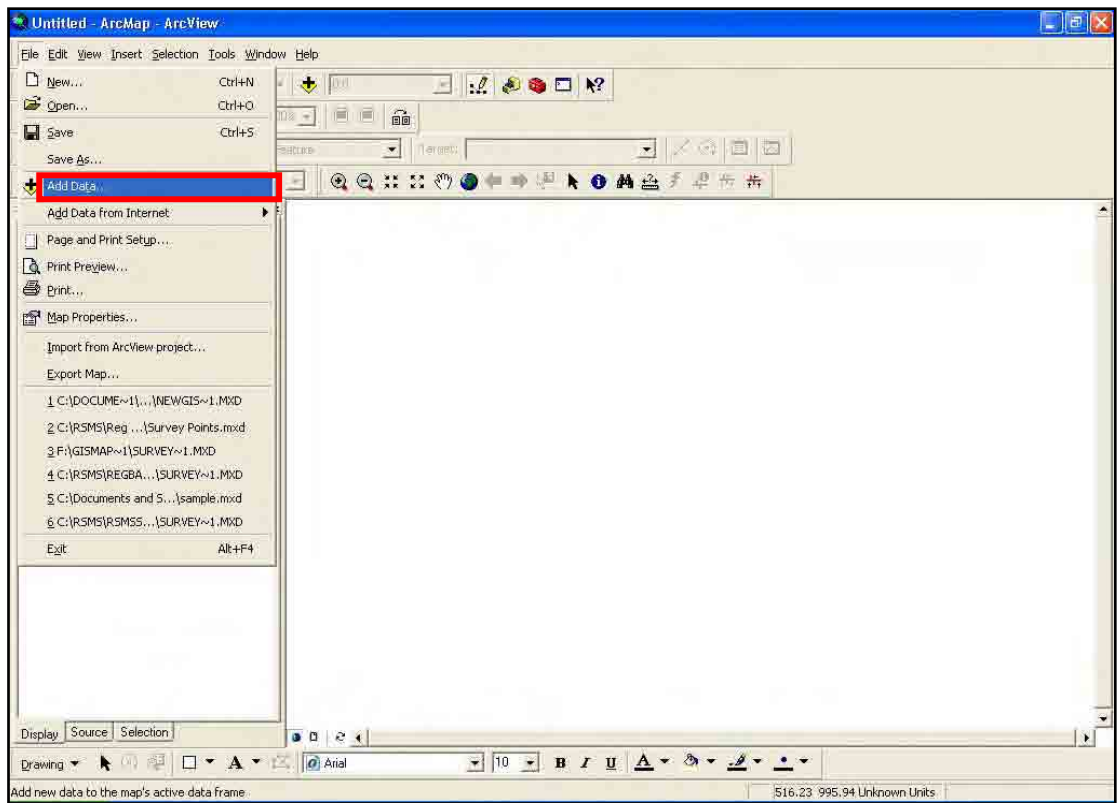 Untitled - ArcMap - ArcView
File Edit View Insert Selection Tools Window Help
New... Ctrl+N
Open... Ctrl+O
Save Ctrl+S
Save As...
Target:
Add Data...
Add Data from Internet
Page and Print Setup...
Print Preview...
Print...
Map Properties...
Import from ArcView project...
Export Map...
1 C:\DOCUME~1\...\NEWGIS~1.MXD
2 C:\RSMS\Reg ...\Survey Points.mxd
3 F:\GISMAP~1\SURVEY~1.MXD
4 C:\RSMS\REGBA...\SURVEY~1.MXD
5 C:\Documents and S...\sample.mxd
6 C:\RSMS\RSMSS...\SURVEY~1.MXD
Exit Alt+F4
Display Source Selection
Drawing A Arial 10 B I U A
Add new data to the map's active data frame 516.23 995.94 Unknown Units